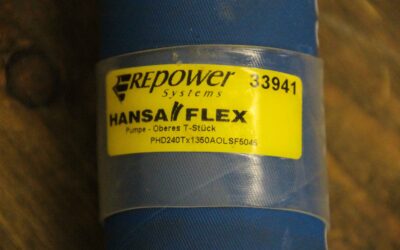 REpower 33941
Systems
HANSA FLEX
Pumpe - Oberes T-Stück
PHD240Tx1350AOLSF5045